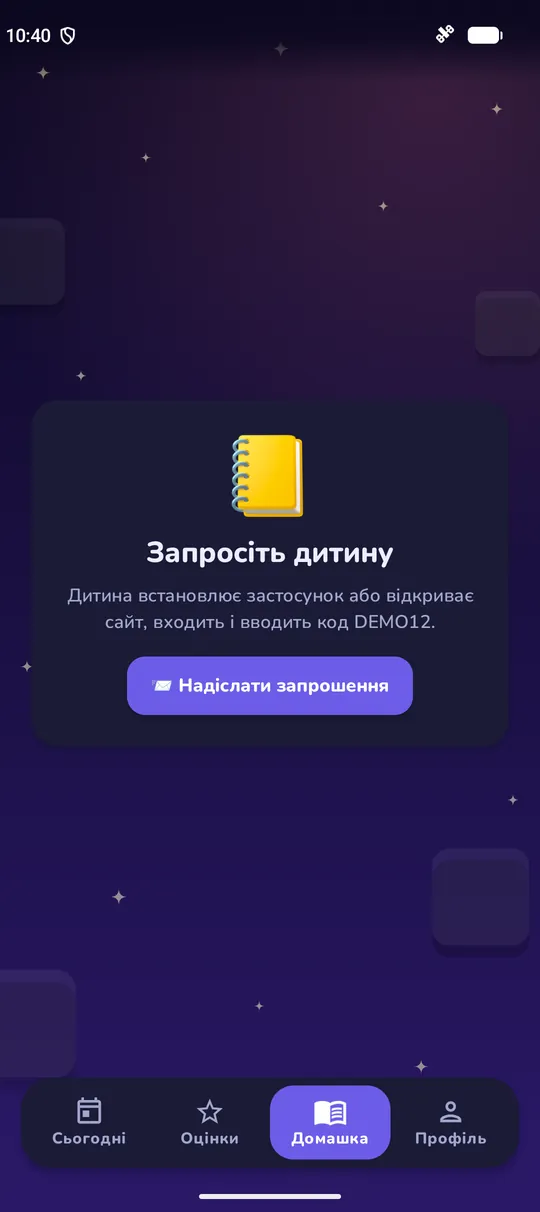 10:40
Запросіть дитину
Дитина встановлює застосунок або відкриває
сайт, входить і вводить код DEMO12.
Надіслати запрошення
Сьогодні
Оцінки
Домашка
Профіль